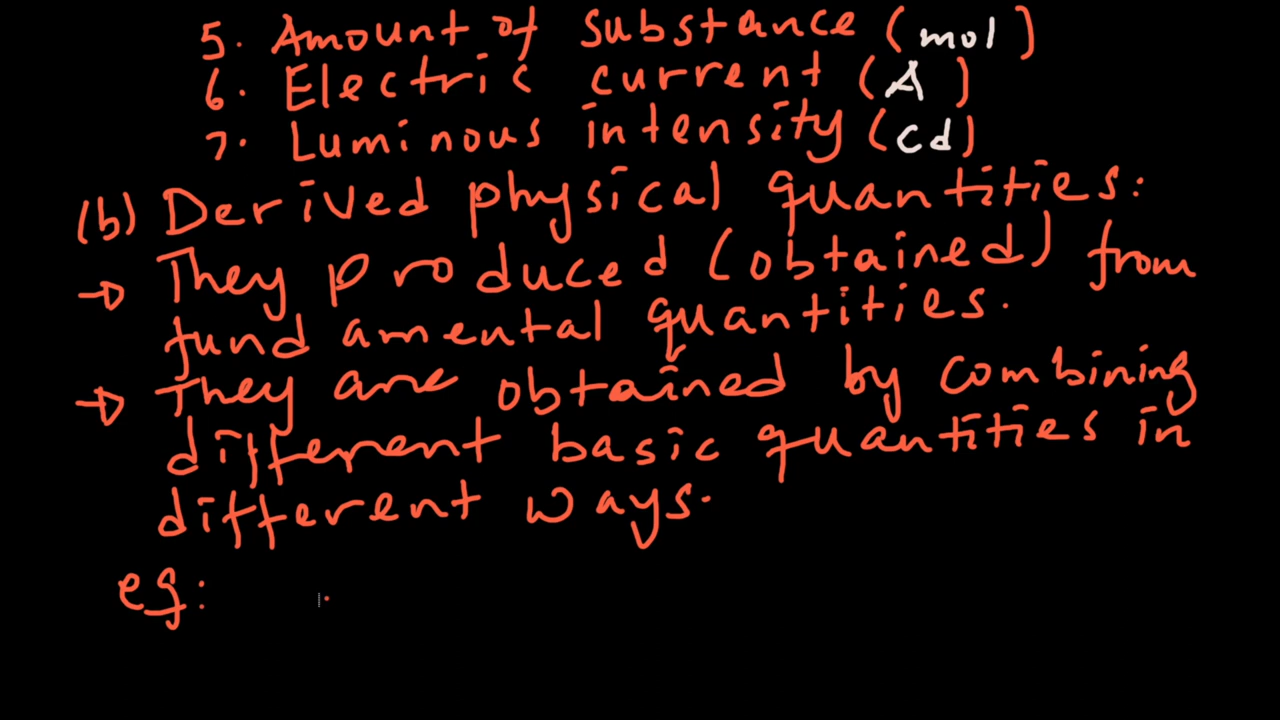 5. Amount of substance (mol)
6. Electric current (A)
7. Luminous intensity (cd)
(b) Derived physical quantities:
→ They produced (obtained) from
fundamental quantities.
→ They are obtained by combining
different basic quantities in
different ways.
eg: